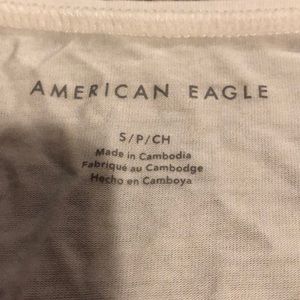 AMERICAN EAGLE
S/P/CH
Made in Cambodia
Fabriqué au Cambodge
Hecho en Camboya